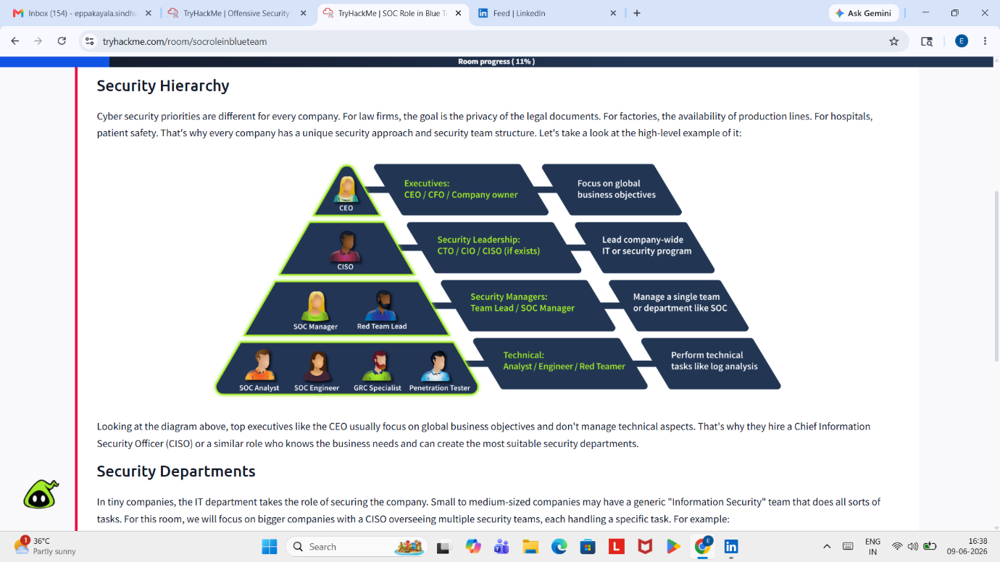 Inbox (154) - eppakayala.sindhu
TryHackMe | Offensive Security
TryHackMe | SOC Role in Blue T
Feed | LinkedIn
Ask Gemini
tryhackme.com/room/socroleinblueteam
E
Room progress ( 11% )
Security Hierarchy
Cyber security priorities are different for every company. For law firms, the goal is the privacy of the legal documents. For factories, the availability of production lines. For hospitals,
patient safety. That's why every company has a unique security approach and security team structure. Let's take a look at the high-level example of it:
CEO
Executives:
CEO / CFO / Company owner
Focus on global
business objectives
CISO
Security Leadership:
CTO / CIO / CISO (if exists)
Lead company-wide
IT or security program
SOC Manager
Red Team Lead
Security Managers:
Team Lead / SOC Manager
Manage a single team
or department like SOC
SOC Analyst
SOC Engineer
GRC Specialist
Penetration Tester
Technical:
Analyst / Engineer / Red Teamer
Perform technical
tasks like log analysis
Looking at the diagram above, top executives like the CEO usually focus on global business objectives and don't manage technical aspects. That's why they hire a Chief Information
Security Officer (CISO) or a similar role who knows the business needs and can create the most suitable security departments.
Security Departments
In tiny companies, the IT department takes the role of securing the company. Small to medium-sized companies may have a generic "Information Security" team that does all sorts of
tasks. For this room, we will focus on bigger companies with a CISO overseeing multiple security teams, each handling a specific task. For example:
1
36°C
Partly sunny
Search
L
E
in
ENG
IN
16:38
09-06-2026